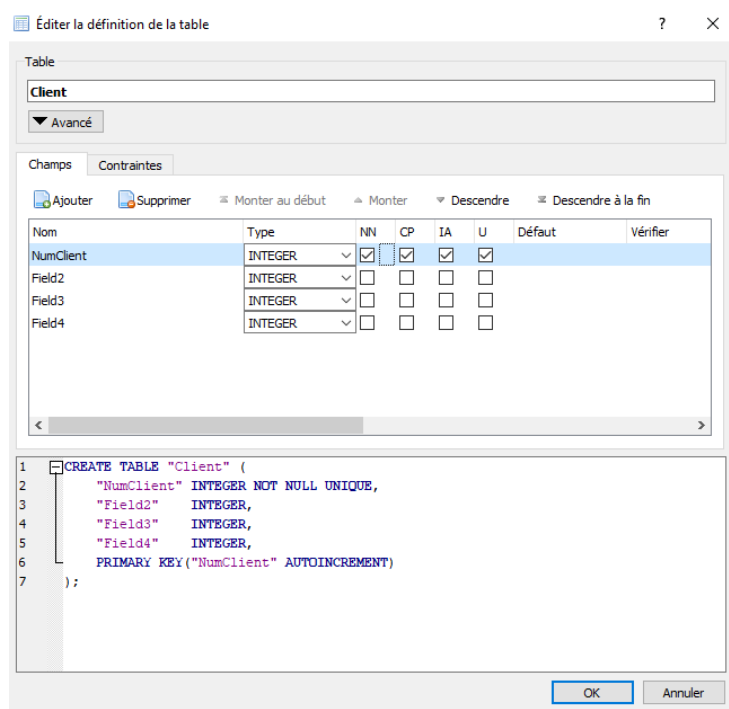 Éditer la définition de la table ? ×
Table
Client
Avancé
Champs Contraintes
Ajouter Supprimer Monter au début Monter Descendre Descendre à la fin
Nom Type NN CP IA U Défaut Vérifier
NumClient INTEGER
Field2 INTEGER
Field3 INTEGER
Field4 INTEGER
1 CREATE TABLE "Client" (
2 "NumClient" INTEGER NOT NULL UNIQUE,
3 "Field2" INTEGER,
4 "Field3" INTEGER,
5 "Field4" INTEGER,
6 PRIMARY KEY("NumClient" AUTOINCREMENT)
7 );
OK Annuler